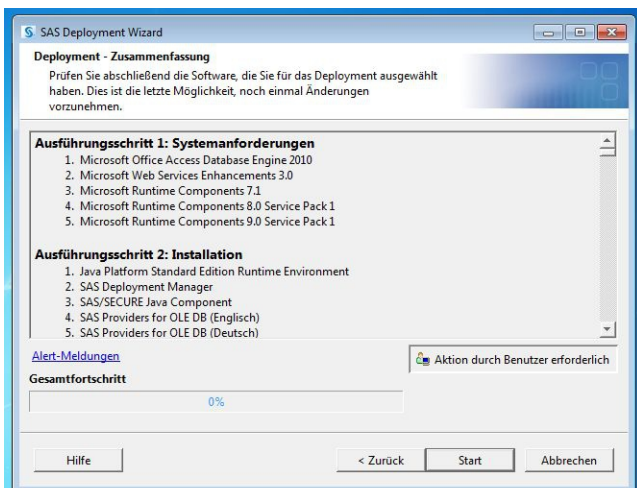 SAS Deployment Wizard
Deployment - Zusammenfassung
Prüfen Sie abschließend die Software, die Sie für das Deployment ausgewählt
haben. Dies ist die letzte Möglichkeit, noch einmal Änderungen
vorzunehmen.
Ausführungsschritt 1: Systemanforderungen
1. Microsoft Office Access Database Engine 2010
2. Microsoft Web Services Enhancements 3.0
3. Microsoft Runtime Components 7.1
4. Microsoft Runtime Components 8.0 Service Pack 1
5. Microsoft Runtime Components 9.0 Service Pack 1
Ausführungsschritt 2: Installation
1. Java Platform Standard Edition Runtime Environment
2. SAS Deployment Manager
3. SAS/SECURE Java Component
4. SAS Providers for OLE DB (Englisch)
5. SAS Providers for OLE DB (Deutsch)
Alert-Meldungen
Aktion durch Benutzer erforderlich
Gesamtfortschritt
0%
Hilfe
< Zurück
Start
Abbrechen